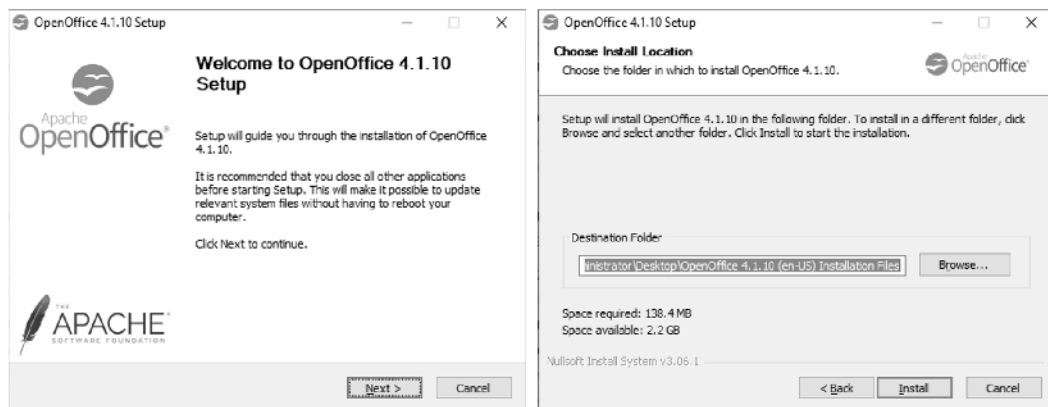 OpenOffice 4.1.10 Setup
Apache
OpenOffice®
Welcome to OpenOffice 4.1.10
Setup
Setup will guide you through the installation of OpenOffice
4.1.10.
It is recommended that you close all other applications
before starting Setup. This will make it possible to update
relevant system files without having to reboot your
computer.
Click Next to continue.
THE
APACHE
SOFTWARE FOUNDATION
Next >
Cancel
OpenOffice 4.1.10 Setup
Choose Install Location
Choose the folder in which to install OpenOffice 4.1.10.
Apache
OpenOffice
Setup will install OpenOffice 4.1.10 in the following folder. To install in a different folder, click
Browse and select another folder. Click Install to start the installation.
Destination Folder
inistrator\Desktop\OpenOffice 4.1.10 (en-US) Installation Files
Browse...
Space required: 138.4 MB
Space available: 2.2 GB
Nullsoft Install System v3.06.1
< Back
Install
Cancel